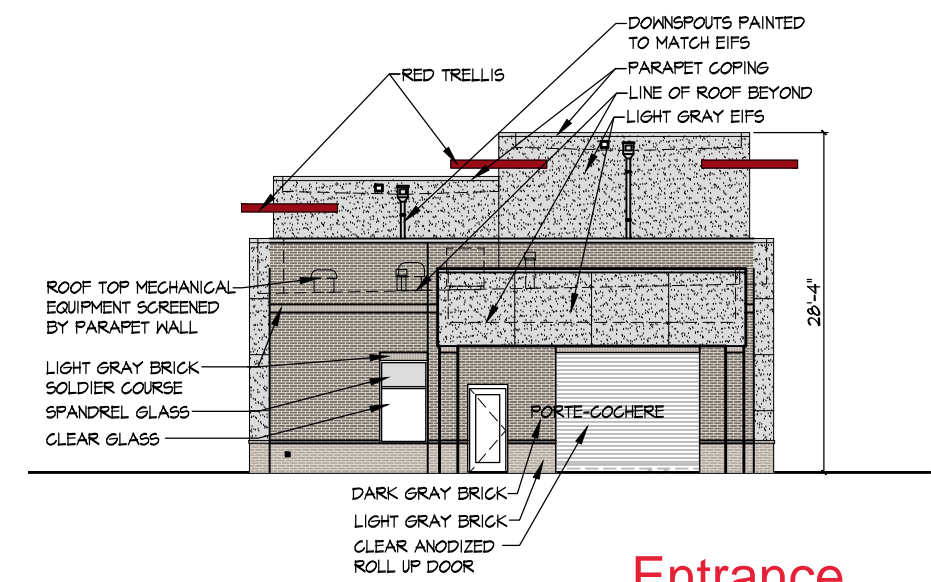 DOWNSPOUTS PAINTED
TO MATCH EIFS
RED TRELLIS
PARAPET COPING
LINE OF ROOF BEYOND
LIGHT GRAY EIFS
ROOF TOP MECHANICAL
EQUIPMENT SCREENED
BY PARAPET WALL
28'-4"
LIGHT GRAY BRICK
SOLDIER COURSE
SPANDREL GLASS
CLEAR GLASS
PORTE-COCHERE
DARK GRAY BRICK
LIGHT GRAY BRICK
CLEAR ANODIZED
ROLL UP DOOR
Entrance